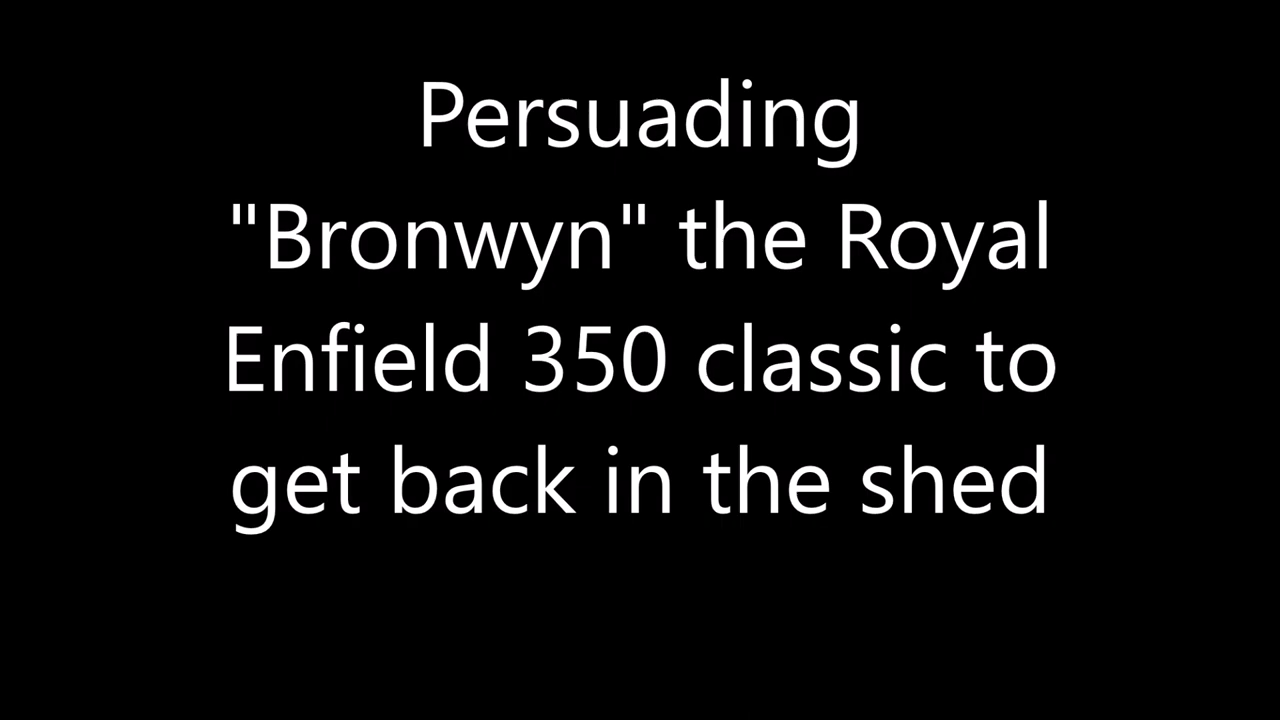 Persuading
"Bronwyn" the Royal
Enfield 350 classic to
get back in the shed